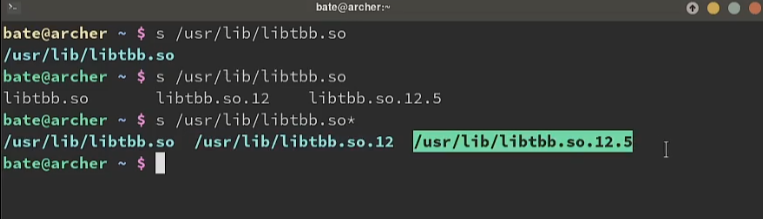 bate@archer:~
bate@archer ~ $ s /usr/lib/libtbb.so
/usr/lib/libtbb.so
bate@archer ~ $ s /usr/lib/libtbb.so
libtbb.so libtbb.so.12 libtbb.so.12.5
bate@archer ~ $ s /usr/lib/libtbb.so*
/usr/lib/libtbb.so /usr/lib/libtbb.so.12 /usr/lib/libtbb.so.12.5
bate@archer ~ $